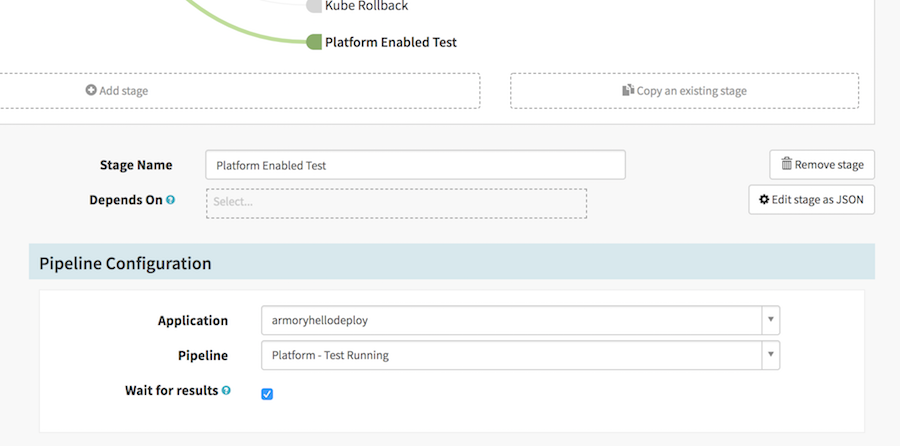 Kube Rollback
Platform Enabled Test
Add stage
Copy an existing stage
Stage Name
Platform Enabled Test
Remove stage
Depends On
Select...
Edit stage as JSON
Pipeline Configuration
Application
armoryhellodeploy
Pipeline
Platform - Test Running
Wait for results